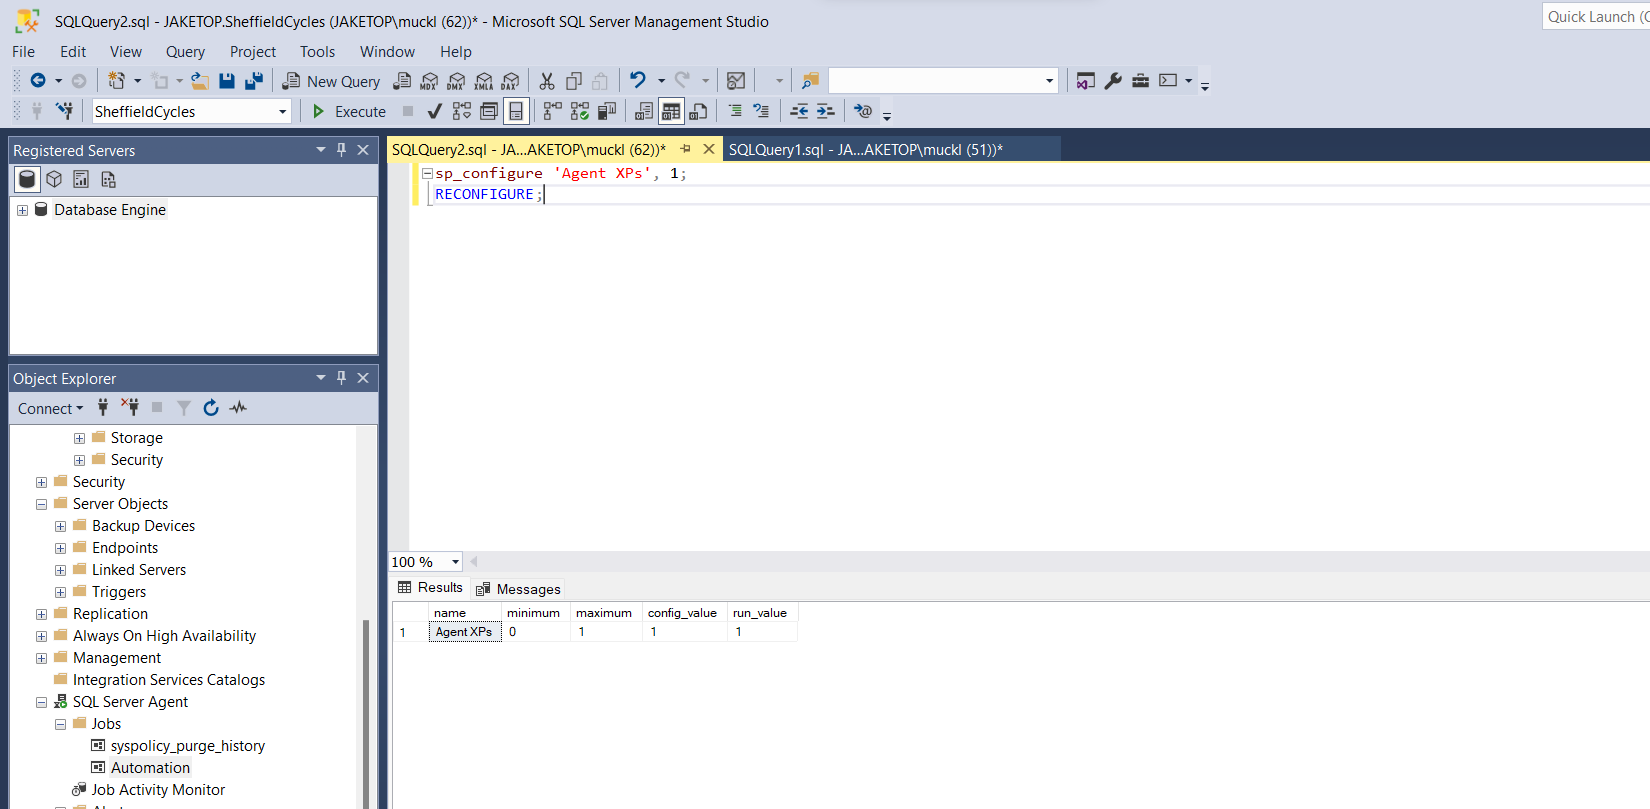 SQLQuery2.sql - JAKETOP.SheffieldCycles (JAKETOP\muckl (62))* - Microsoft SQL Server Management Studio
Quick Launch (C
File Edit View Query Project Tools Window Help
New Query MDX DMX XMLA DAX
SheffieldCycles Execute
Registered Servers
Database Engine
Object Explorer
Connect
Storage
Security
Security
Server Objects
Backup Devices
Endpoints
Linked Servers
Triggers
Replication
Always On High Availability
Management
Integration Services Catalogs
SQL Server Agent
Jobs
syspolicy_purge_history
Automation
Job Activity Monitor
SQLQuery2.sql - JA...AKETOP\muckl (62))* SQLQuery1.sql - JA...AKETOP\muckl (51))*
sp_configure 'Agent XPs', 1;
RECONFIGURE;
100 %
Results Messages
name minimum maximum config_value run_value
1 Agent XPs 0 1 1 1